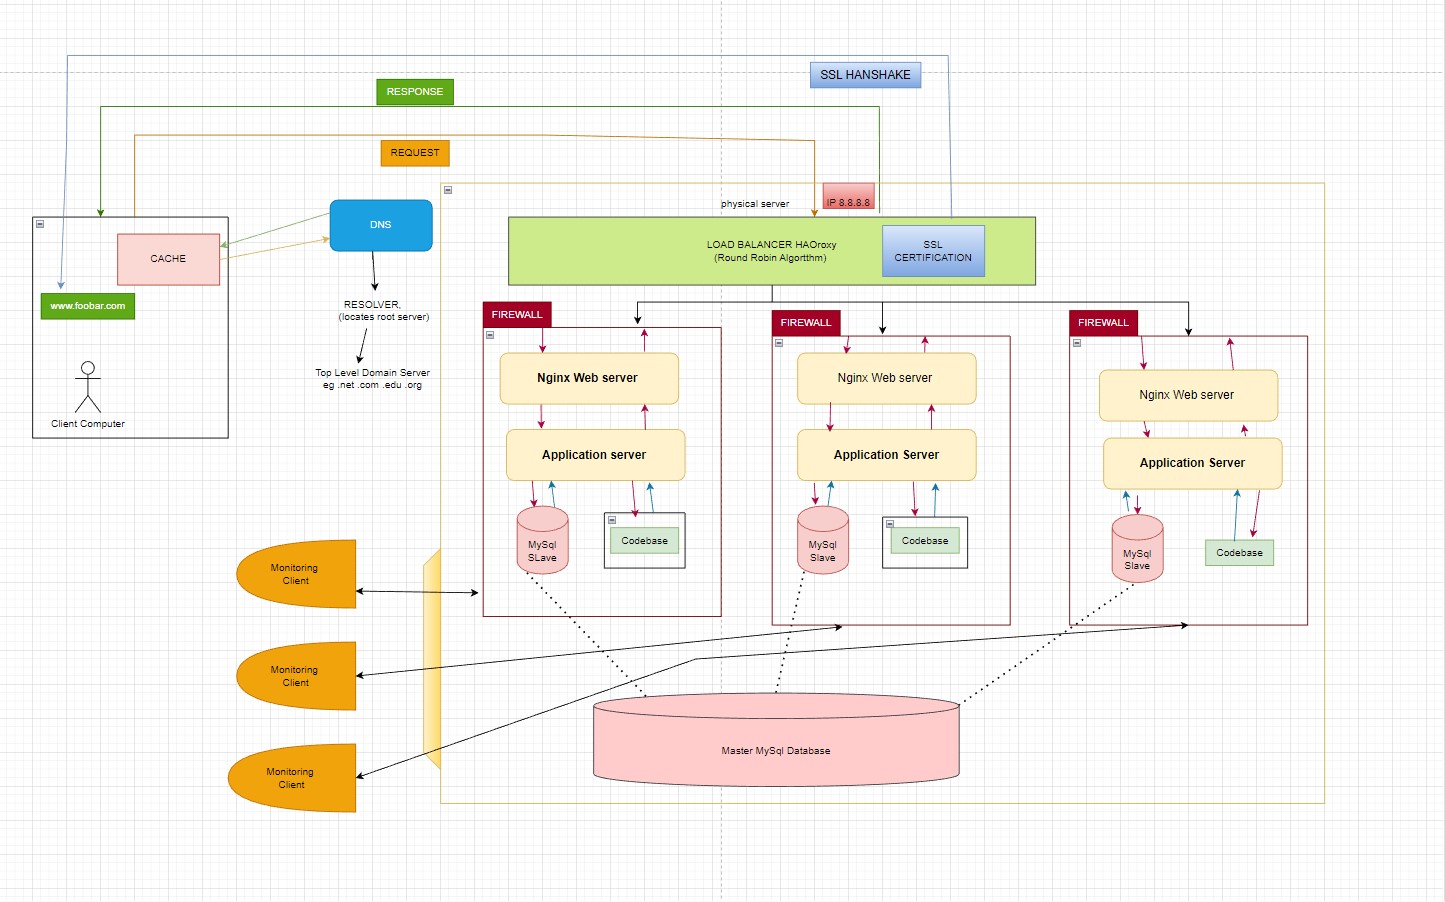 SSL HANSHAKE
RESPONSE
REQUEST
physical server
IP 8.8.8.8
DNS
CACHE
LOAD BALANCER HAOroxy
(Round Robin Algortthm)
SSL
CERTIFICATION
www.foobar.com
RESOLVER,
(locates root server)
Top Level Domain Server
eg .net .com .edu .org
Client Computer
FIREWALL
Nginx Web server
Application server
MySql
SLave
Codebase
FIREWALL
Nginx Web server
Application Server
MySql
Slave
Codebase
FIREWALL
Nginx Web server
Application Server
MySql
Slave
Codebase
Monitoring
Client
Monitoring
Client
Monitoring
Client
Master MySql Database